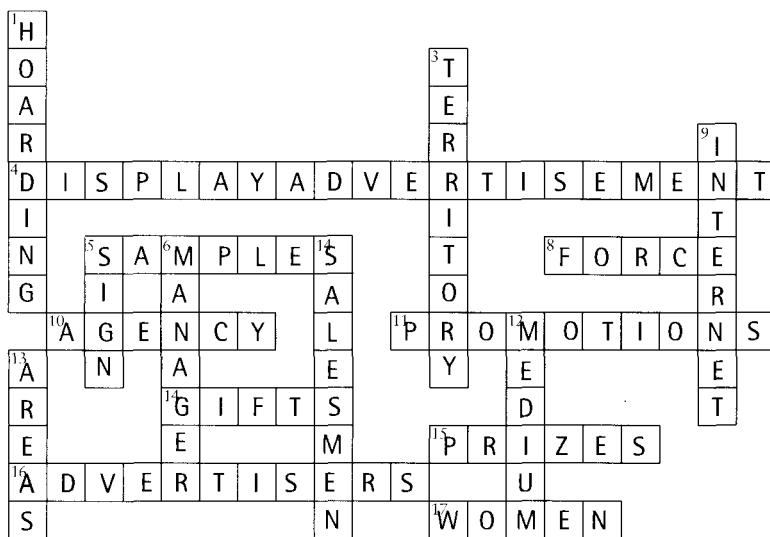 1 H
O 3 T
A E
R R 9 I
4 D I S P L A Y A D V E R T I S E M E N T
I I T
N 5 S A 6 M P L E 14 S T 8 F O R C E
G I A A O R
10 A G E N C Y L 11 P R O 12 M O T I O N S
13 A N A E Y E E
R 14 G I F T S D T
E E M 15 P R I Z E S
16 A D V E R T I S E R S U
S N 17 W O M E N